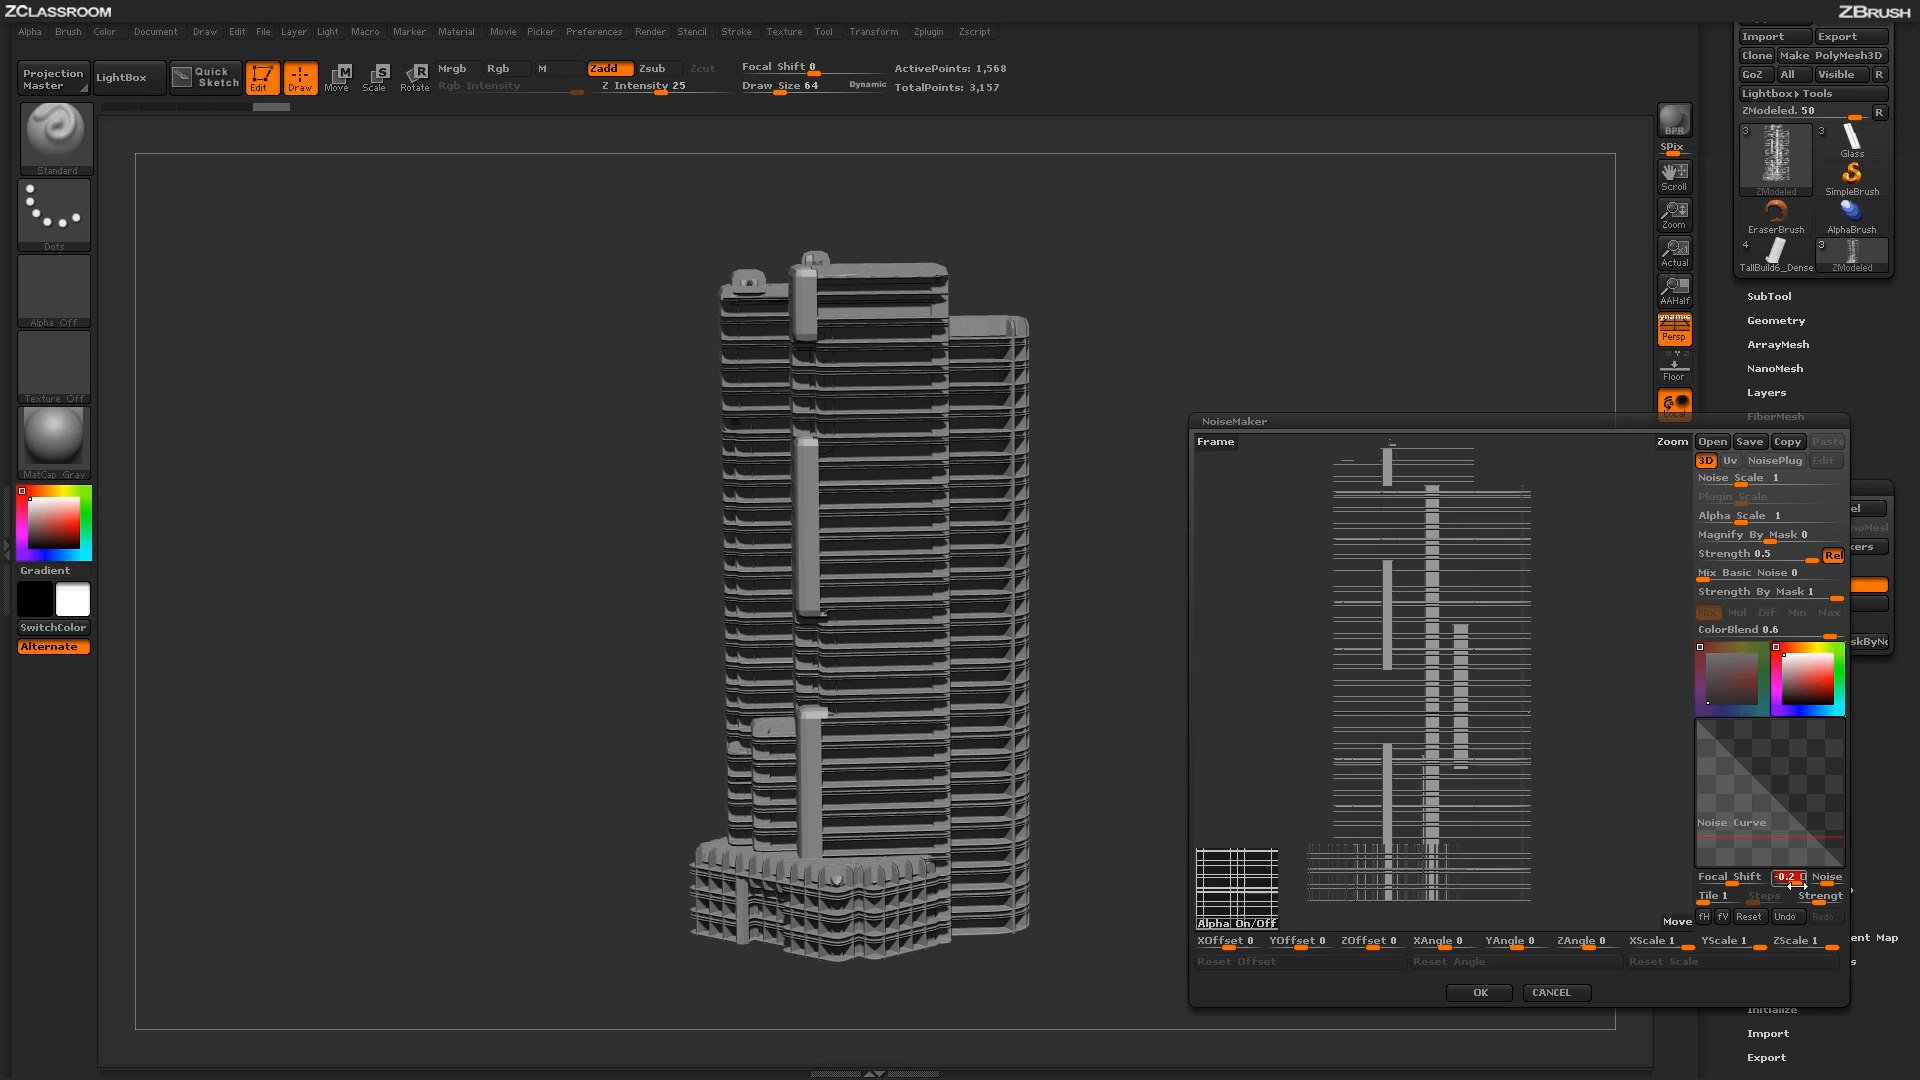 ZCLASSROOM
ZBRUSH
Alpha Brush Color Document Draw Edit File Layer Light Macro Marker Material Movie Picker Preferences Render Stencil Stroke Texture Tool Transform Zplugin Zscript
Projection Master
LightBox
Quick Sketch
Edit
Draw
Move
Scale
Rotate
Mrgb Rgb M
Rgb Intensity
Zadd Zsub Zcut
Z Intensity 25
Focal Shift 0
Draw Size 64
Dynamic
ActivePoints: 1,568
TotalPoints: 3,157
Standard
Dots
Alpha Off
Texture Off
MatCap Gray
Gradient
SwitchColor
Alternate
BPR
SPix
Scroll
Zoom
Actual
AAHalf
Persp
Floor
Local
Import Export
Clone Make PolyMesh3D
GoZ All Visible R
Lightbox▸Tools
ZModeled. 50 R
3 ZModeled
3 Glass
SimpleBrush
EraserBrush
AlphaBrush
4 TallBuild6_Dense
3 ZModeled
SubTool
Geometry
ArrayMesh
NanoMesh
Layers
FiberMesh
NoiseMaker
Frame
Zoom
Open Save Copy Paste
3D Uv NoisePlug Edit
Noise Scale 1
Plugin Scale
Alpha Scale 1
Magnify By Mask 0
Strength 0.5 Rel
Mix Basic Noise 0
Strength By Mask 1
Mix Mul Dif Min Max
ColorBlend 0.6
Noise Curve
Focal Shift -0.2 Noise
Tile 1 Steps Strengt
fH fV Reset Undo Redo
Alpha On/Off
Move
XOffset 0 YOffset 0 ZOffset 0 XAngle 0 YAngle 0 ZAngle 0 XScale 1 YScale 1 ZScale 1
Reset Offset Reset Angle Reset Scale
OK CANCEL
ent Map
Initialize
Import
Export